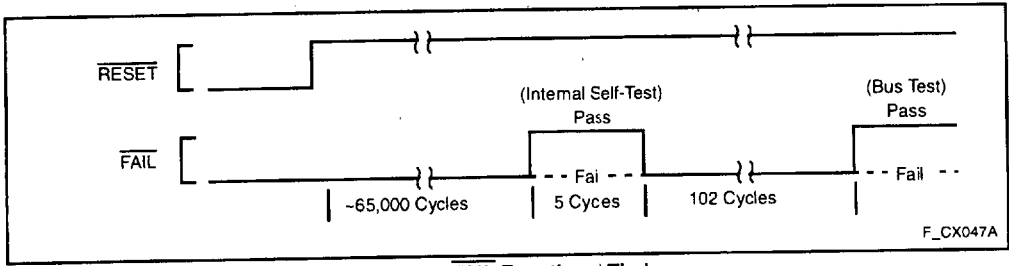 RESET
(Internal Self-Test)
Pass
(Bus Test)
Pass
FAIL
Fai
Fail
~65,000 Cycles
5 Cyces
102 Cycles
F_CX047A